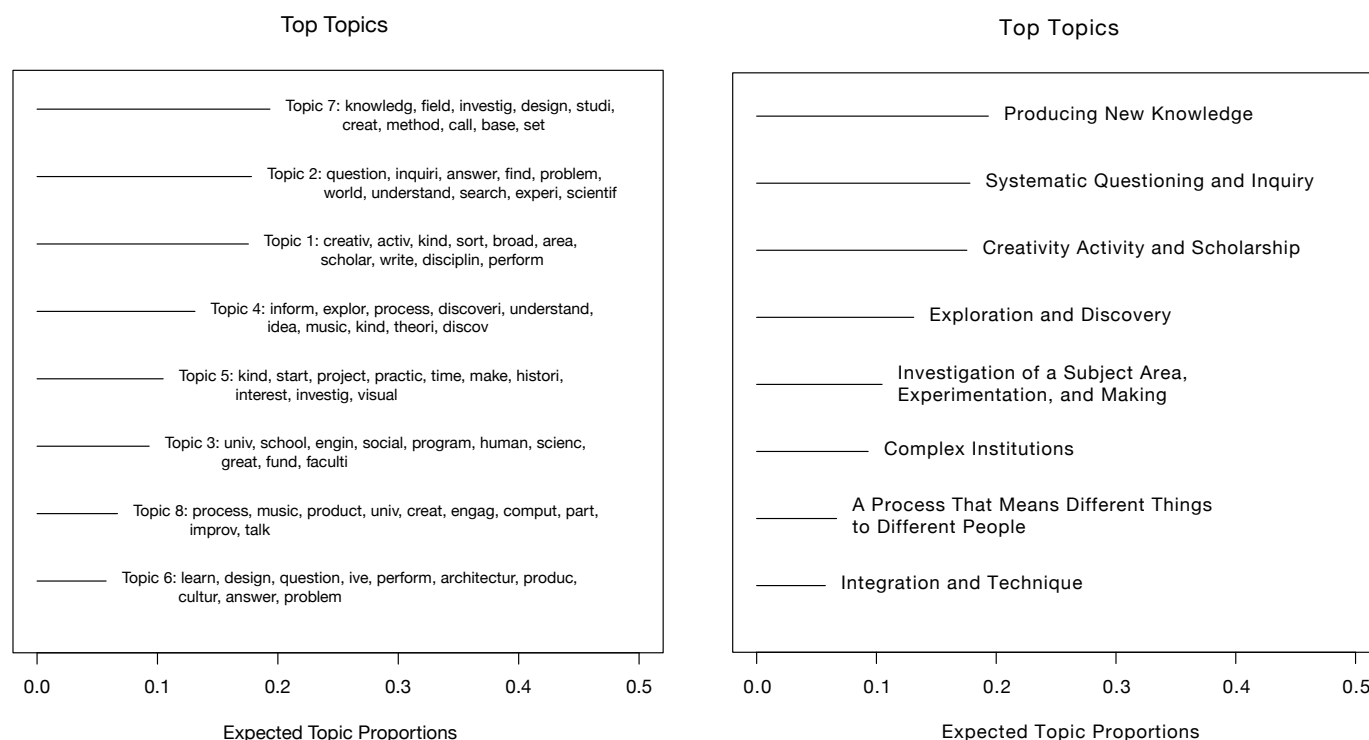 Top Topics
Topic 7: knowledg, field, investig, design, studi,
creat, method, call, base, set
Topic 2: question, inquiri, answer, find, problem,
world, understand, search, experi, scientif
Topic 1: creativ, activ, kind, sort, broad, area,
scholar, write, disciplin, perform
Topic 4: inform, explor, process, discoveri, understand,
idea, music, kind, theori, discov
Topic 5: kind, start, project, practic, time, make, histori,
interest, investig, visual
Topic 3: univ, school, engin, social, program, human, scienc,
great, fund, faculti
Topic 8: process, music, product, univ, creat, engag, comput, part,
improv, talk
Topic 6: learn, design, question, ive, perform, architectur, produc,
cultur, answer, problem
0.0 0.1 0.2 0.3 0.4 0.5
Expected Topic Proportions
Top Topics
Producing New Knowledge
Systematic Questioning and Inquiry
Creativity Activity and Scholarship
Exploration and Discovery
Investigation of a Subject Area,
Experimentation, and Making
Complex Institutions
A Process That Means Different Things
to Different People
Integration and Technique
0.0 0.1 0.2 0.3 0.4 0.5
Expected Topic Proportions